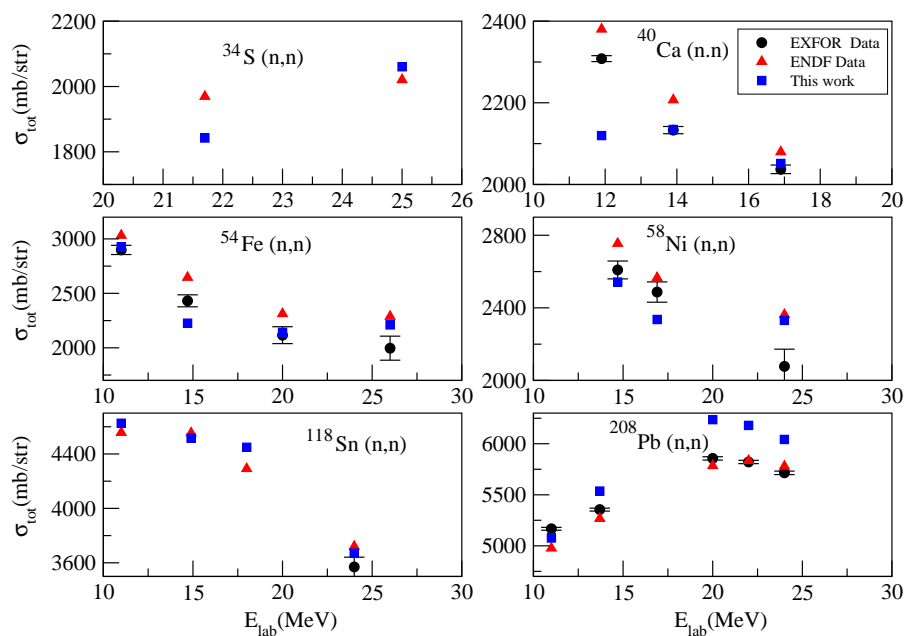 2200
2000
1800
σtot(mb/str)
34S (n,n)
20 21 22 23 24 25 26
2400
2200
2000
40Ca (n.n)
EXFOR Data
ENDF Data
This work
10 12 14 16 18 20
3000
2500
2000
σtot(mb/str)
54Fe (n,n)
10 15 20 25 30
2800
2400
2000
58Ni (n,n)
10 15 20 25 30
4400
4000
3600
σtot(mb/str)
118Sn (n,n)
10 15 20 25 30
Elab(MeV)
6000
5500
5000
208Pb (n,n)
10 15 20 25 30
Elab(MeV)